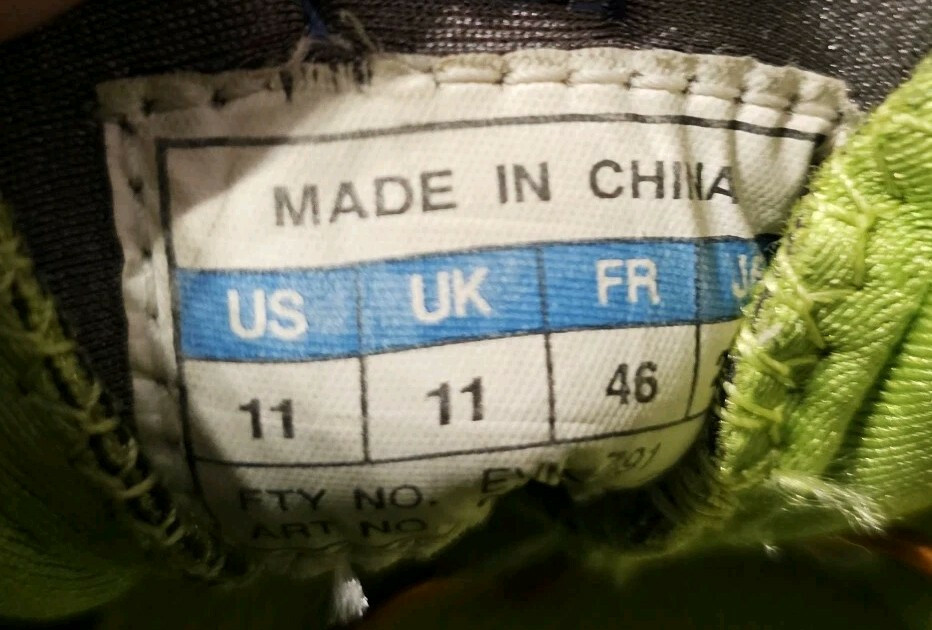 MADE IN CHINA
US UK FR
11 11 46
FTY NO.
ART NO